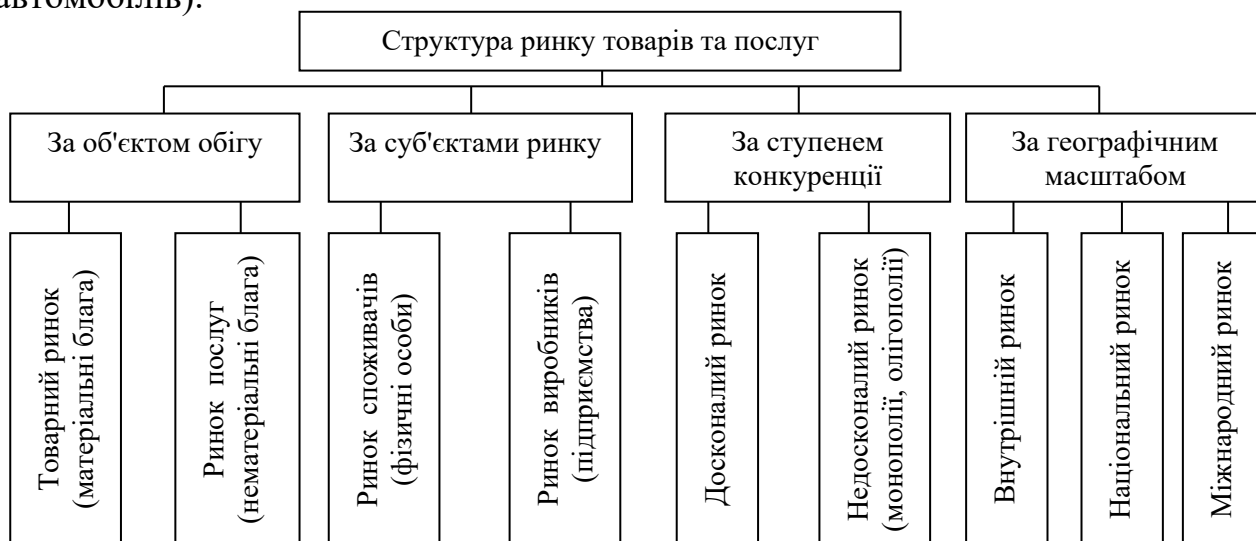 автомобілів).
Структура ринку товарів та послуг
За об'єктом обігу
За суб'єктами ринку
За ступенем
конкуренції
За географічним
масштабом
Товарний ринок
(матеріальні блага)
Ринок послуг
(нематеріальні блага)
Ринок споживачів
(фізичні особи)
Ринок виробників
(підприємства)
Досконалий ринок
Недосконалий ринок
(монополії, олігополії)
Внутрішній ринок
Національний ринок
Міжнародний ринок